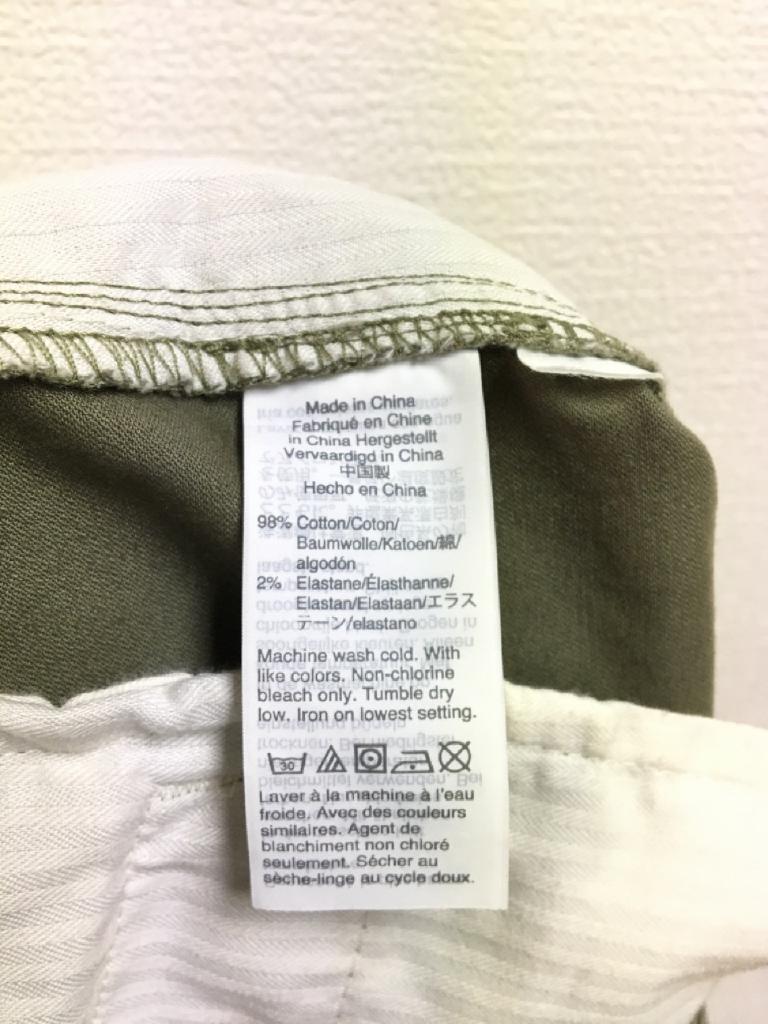 Made in China
Fabriqué en Chine
in China Hergestellt
Vervaardigd in China
中国製
Hecho en China
98% Cotton/Coton/
Baumwolle/Katoen/綿/
algodón
2% Elastane/Élasthanne/
Elastan/Elastaan/エラス
テーン/elastano
Machine wash cold. With
like colors. Non-chlorine
bleach only. Tumble dry
low. Iron on lowest setting.
30
Laver à la machine à l'eau
froide. Avec des couleurs
similaires. Agent de
blanchiment non chloré
seulement. Sécher au
sèche-linge au cycle doux.